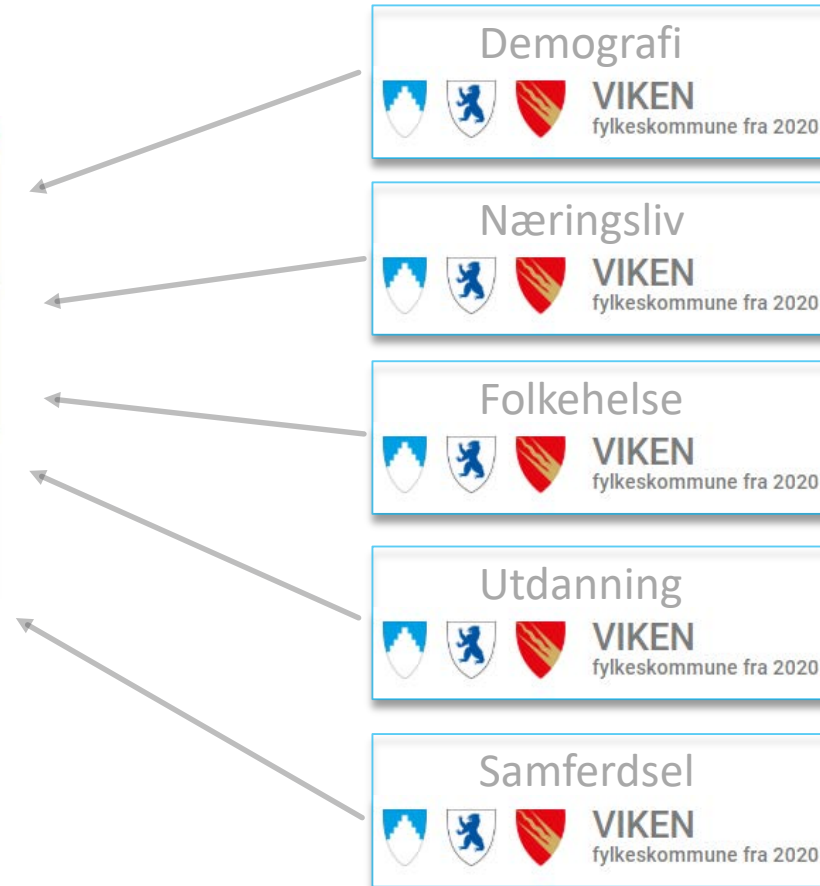 Demografi
VIKEN
fylkeskommune fra 2020
Næringsliv
VIKEN
fylkeskommune fra 2020
Folkehelse
VIKEN
fylkeskommune fra 2020
Utdanning
VIKEN
fylkeskommune fra 2020
Samferdsel
VIKEN
fylkeskommune fra 2020